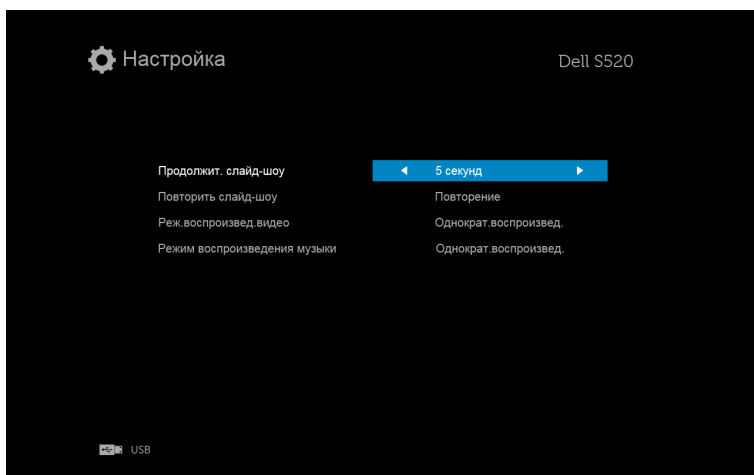 Настройка
Dell S520
Продолжит. слайд-шоу 5 секунд
Повторить слайд-шоу Повторение
Реж.воспроизвед.видео Однократ.воспроизвед.
Режим воспроизведения музыки Однократ.воспроизвед.
USB